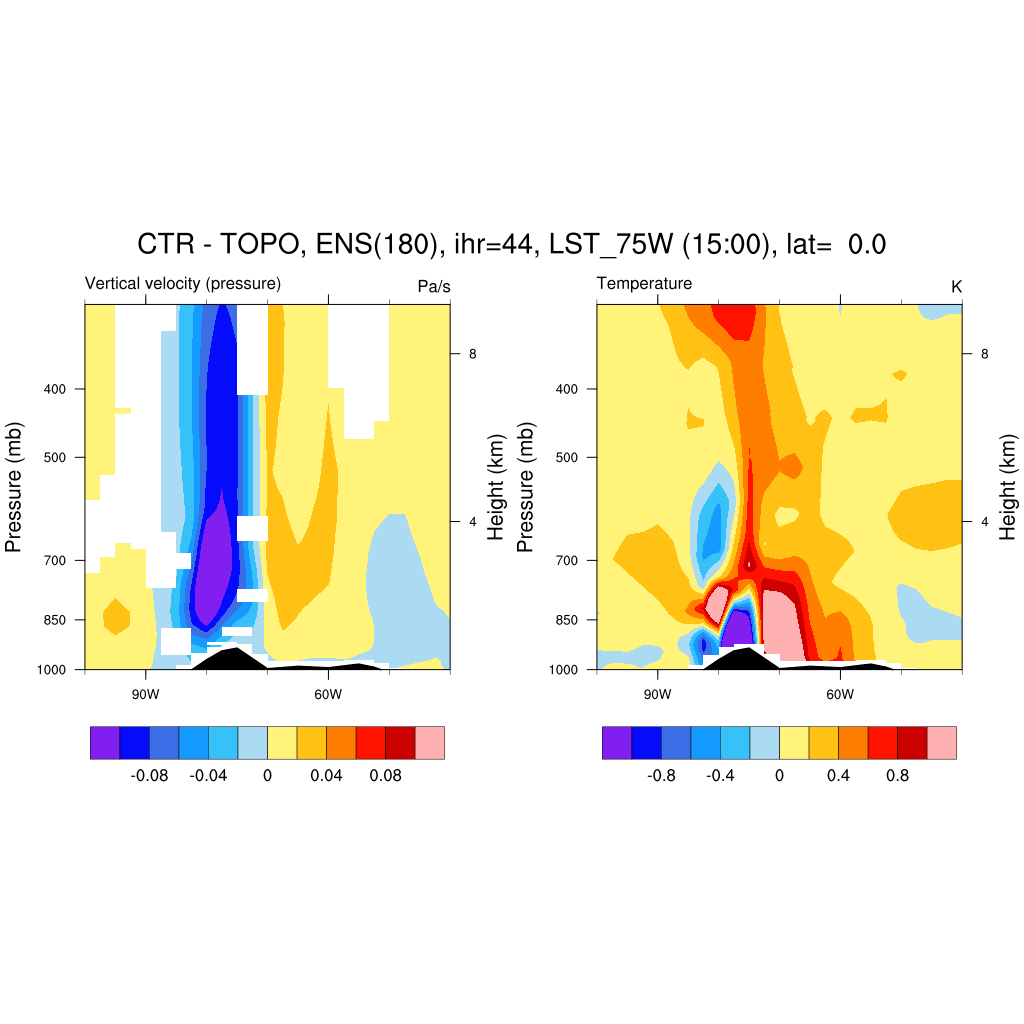 CTR - TOPO, ENS(180), ihr=44, LST_75W (15:00), lat=  0.0
Vertical velocity (pressure)
Pa/s
Pressure (mb)
400
500
700
850
1000
8
4
Height (km)
90W
60W
-0.08
-0.04
0
0.04
0.08
Temperature
K
Pressure (mb)
400
500
700
850
1000
8
4
Height (km)
90W
60W
-0.8
-0.4
0
0.4
0.8